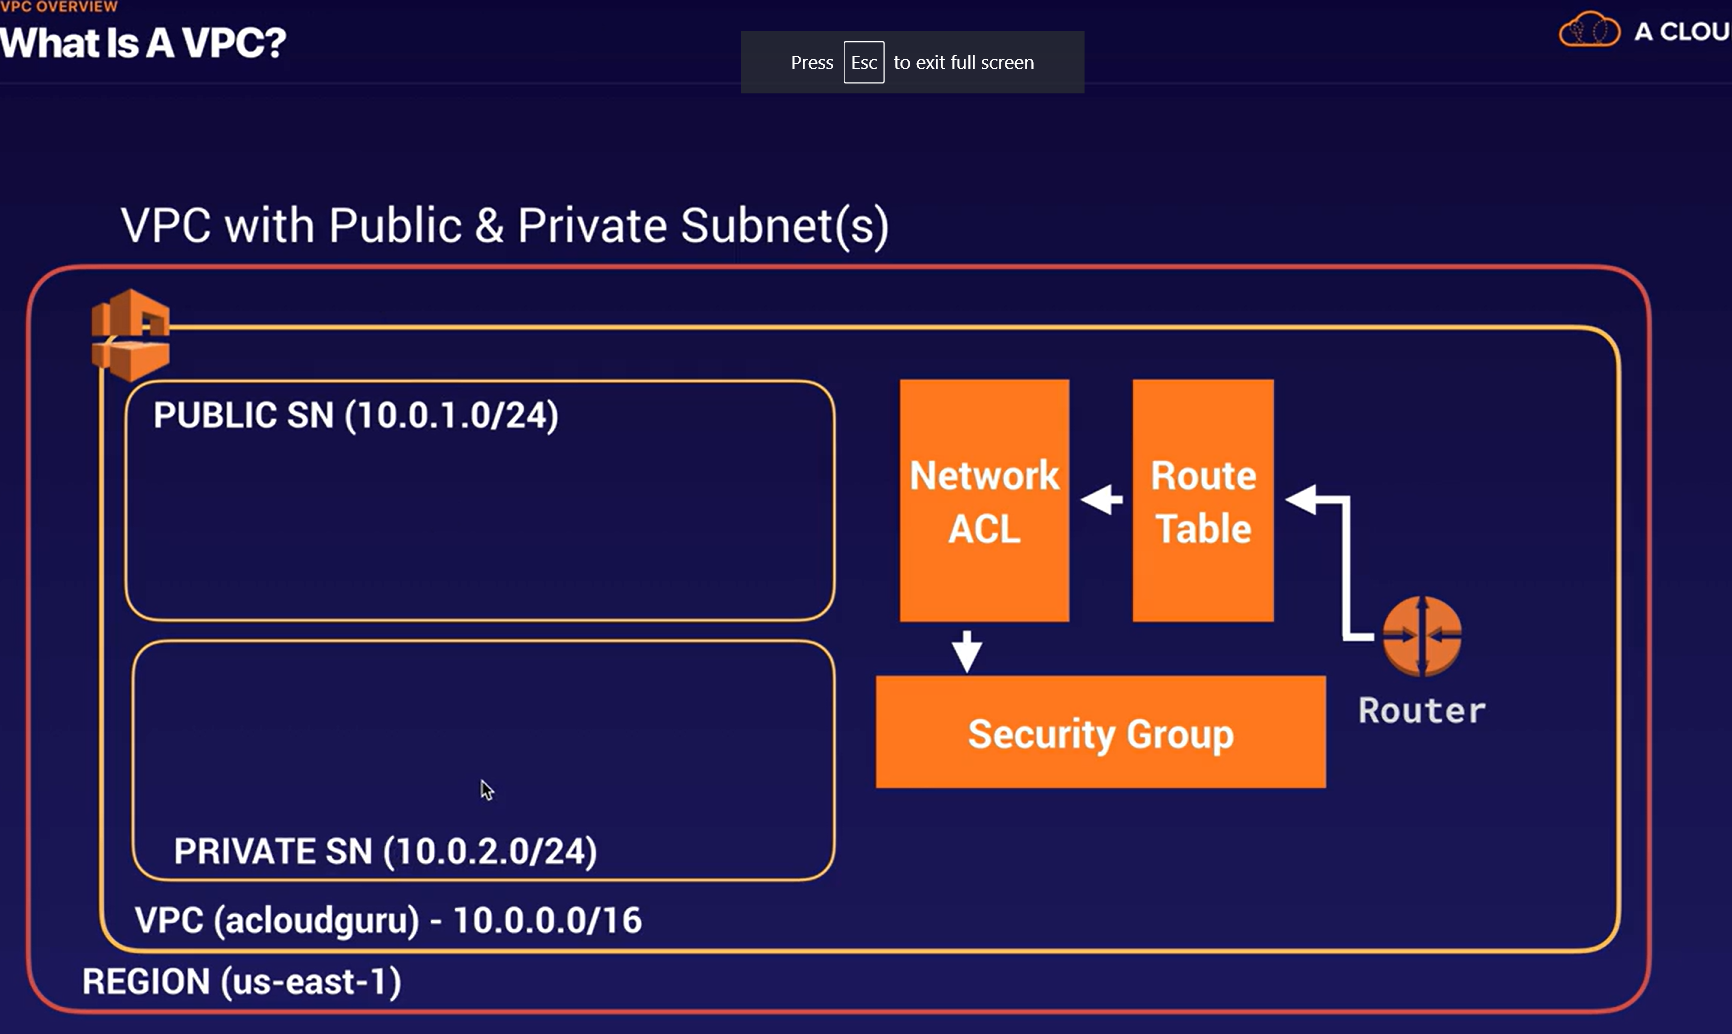 VPC OVERVIEW
What Is A VPC?
Press Esc to exit full screen
A CLOU
VPC with Public & Private Subnet(s)
PUBLIC SN (10.0.1.0/24)
Network
ACL
Route
Table
Router
Security Group
PRIVATE SN (10.0.2.0/24)
VPC (acloudguru) - 10.0.0.0/16
REGION (us-east-1)